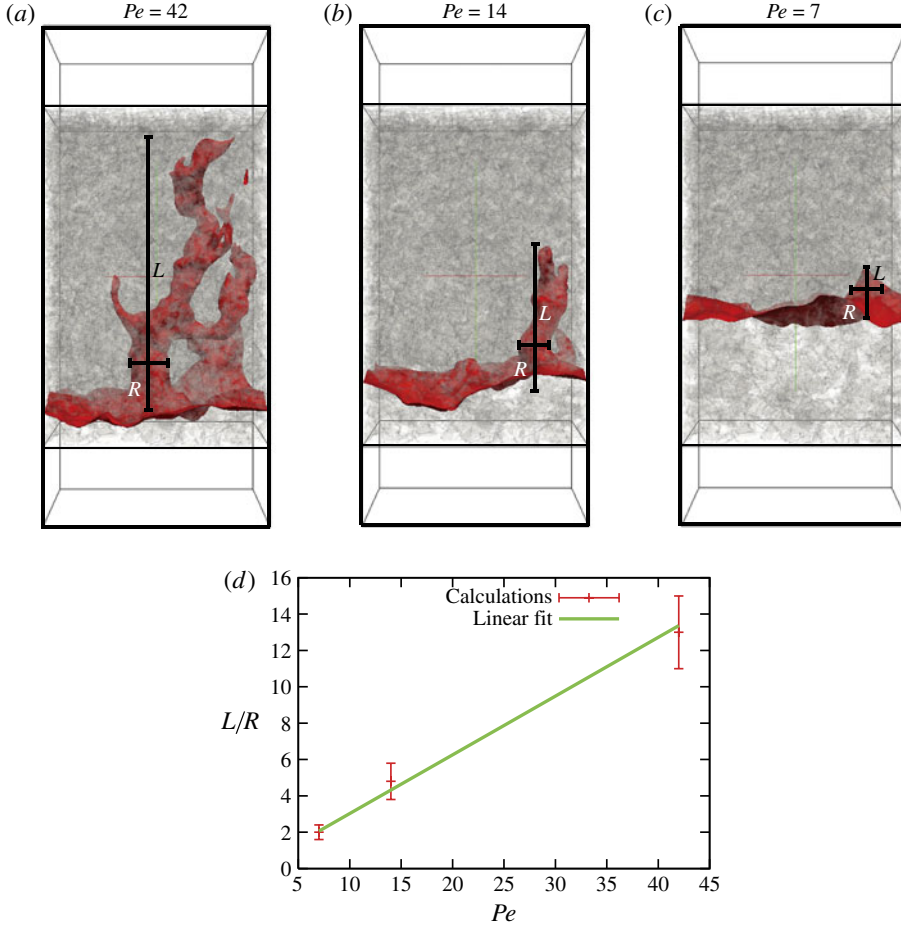 (a) Pe = 42
(b) Pe = 14
(c) Pe = 7
L
R
L
R
L
R
(d)
16
14
12
10
8
6
4
2
0
L/R
Calculations
Linear fit
5 10 15 20 25 30 35 40 45
Pe